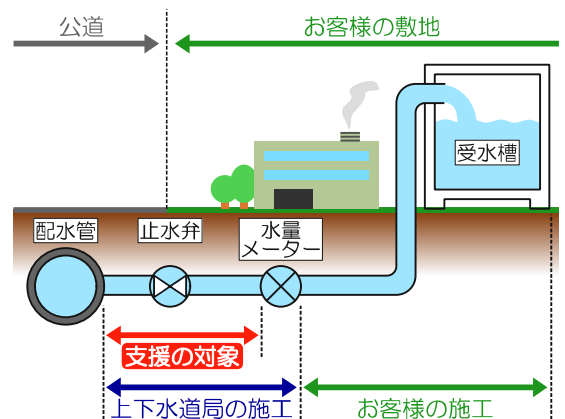 公道
お客様の敷地
受水槽
配水管
止水弁
水量
メーター
支援の対象
上下水道局の施工
お客様の施工